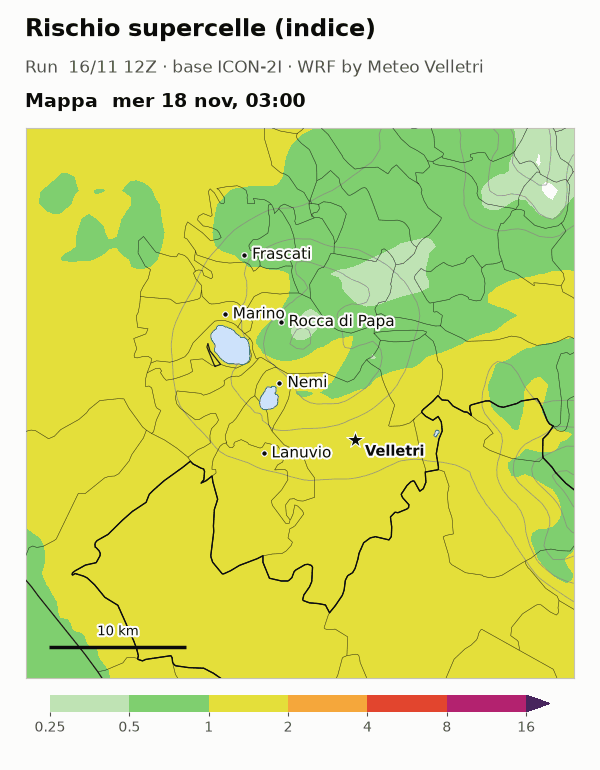 Rischio supercelle (indice)
Run  16/11 12Z · base ICON-2I · WRF by Meteo Velletri
Mappa  mer 18 nov, 03:00
Frascati
Marino
Rocca di Papa
Nemi
Velletri
Lanuvio
10 km
0.25 0.5 1 2 4 8 16